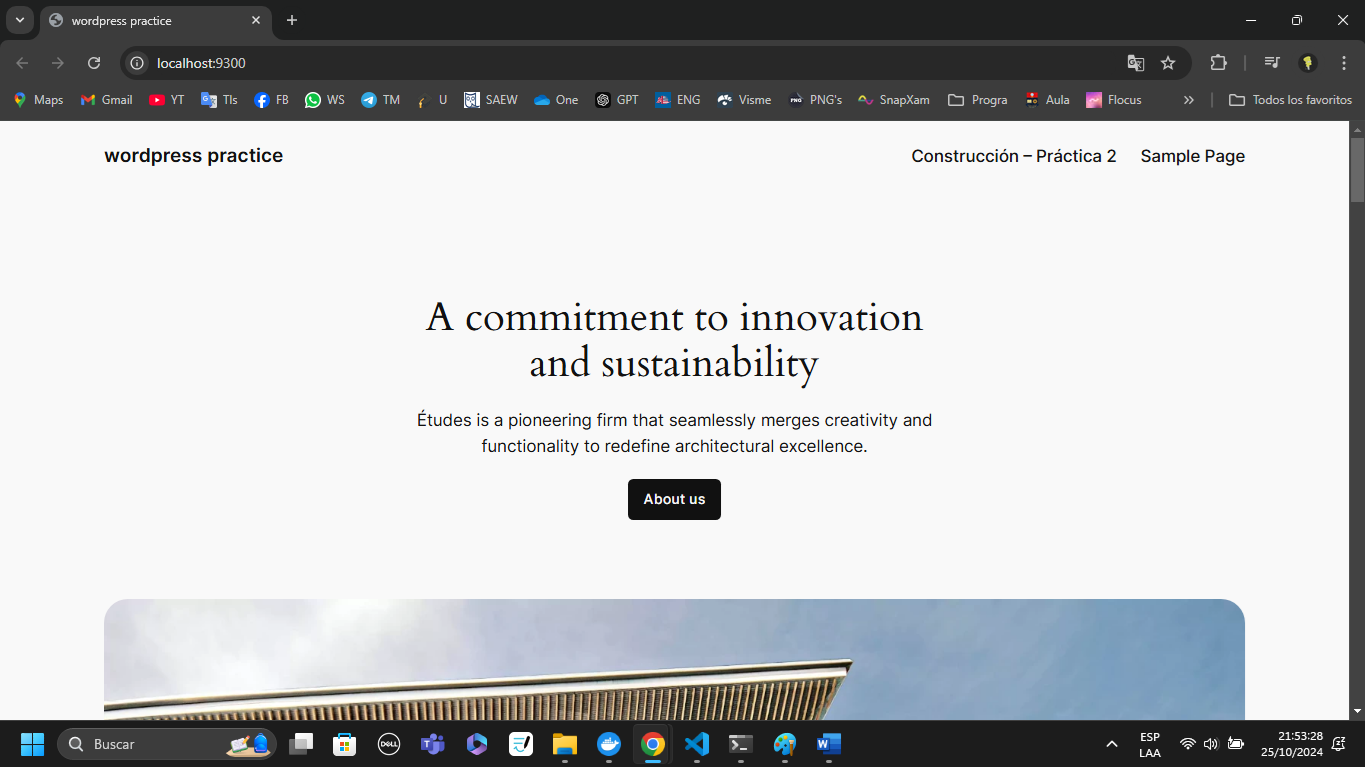 wordpress practice
localhost:9300
Maps Gmail YT TIs FB WS TM U SAEW One GPT ENG Visme PNG's SnapXam Progra Aula Flocus Todos los favoritos
wordpress practice
Construcción – Práctica 2 Sample Page
A commitment to innovation
and sustainability
Études is a pioneering firm that seamlessly merges creativity and
functionality to redefine architectural excellence.
About us
Buscar
DELL
ESP
LAA
21:53:28
25/10/2024